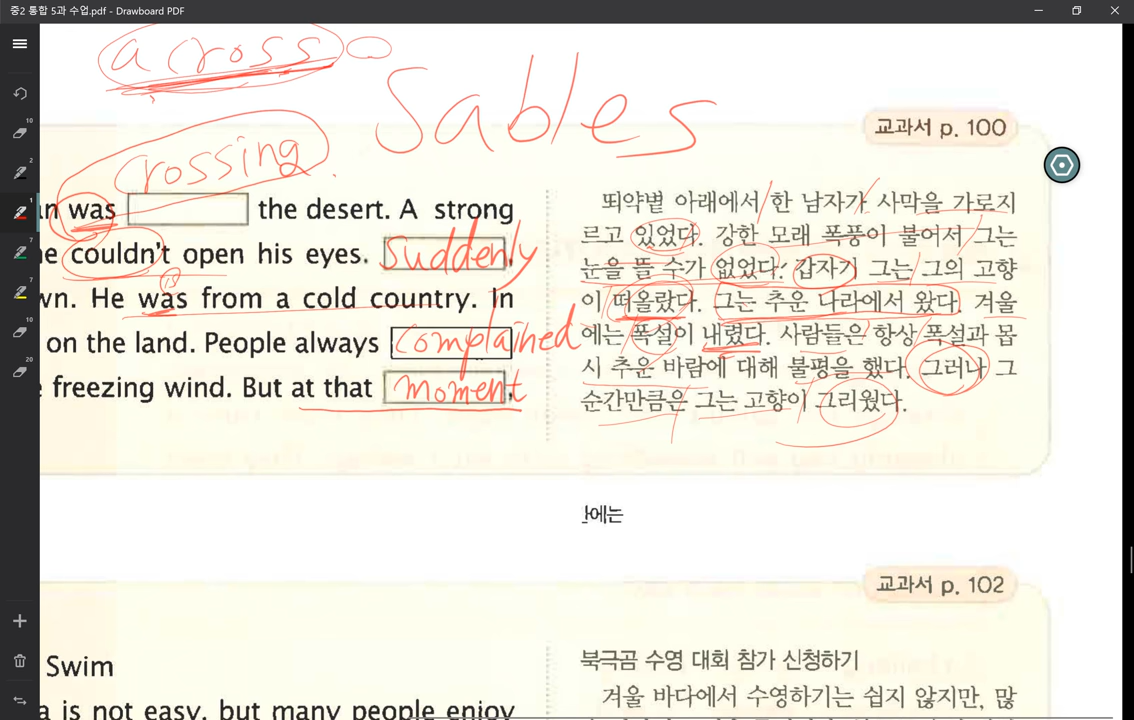 중2 통합 5과 수업.pdf - Drawboard PDF
across
sables
crossing.
교과서 p. 100
was the desert. A strong
couldn't open his eyes. suddenly,
wn. He was from a cold country. In
on the land. People always complained
freezing wind. But at that moment,
뙤약볕 아래에서 한 남자가 사막을 가로지
르고 있었다. 강한 모래 폭풍이 불어서 그는
눈을 뜰 수가 없었다. 갑자기 그는 그의 고향
이 떠올랐다. 그는 추운 나라에서 왔다. 겨울
에는 폭설이 내렸다. 사람들은 항상 폭설과 몹
시 추운 바람에 대해 불평을 했다. 그러나 그
순간만큼은 그는 고향이 그리웠다.
에는
교과서 p. 102
Swim
a is not easy, but many people enjoy
북극곰 수영 대회 참가 신청하기
겨울 바다에서 수영하기는 쉽지 않지만, 많
10
2
1
7
7
10
20